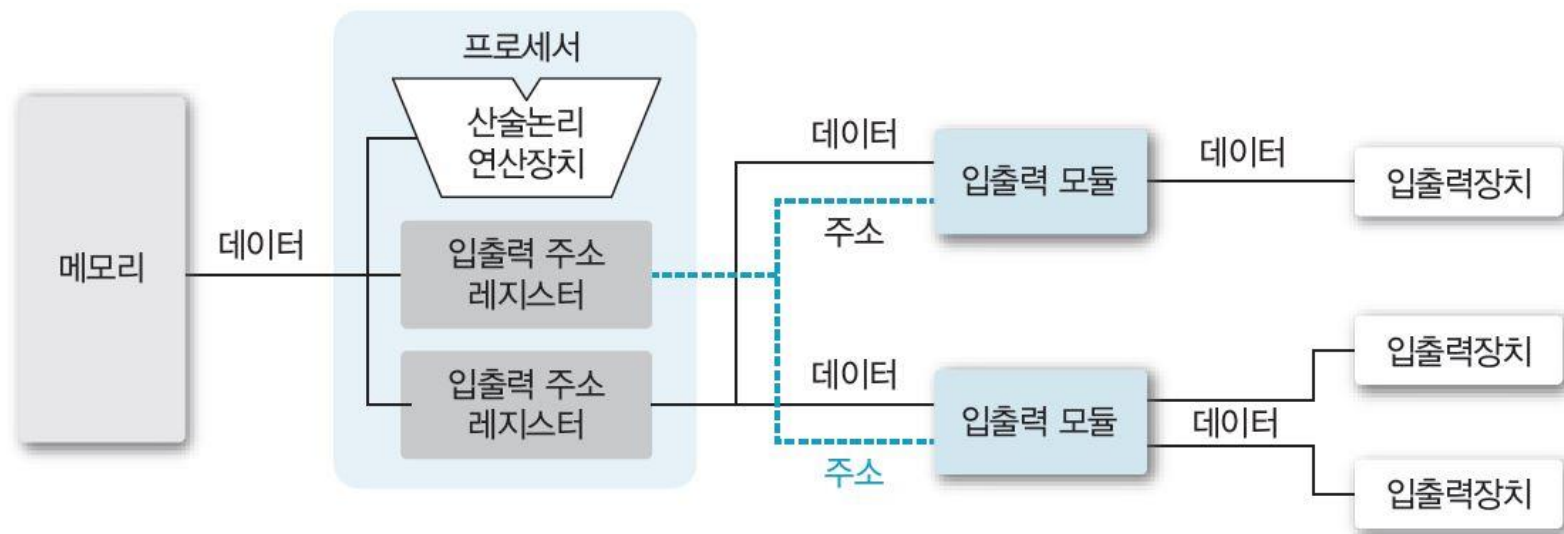 프로세서
산술논리
연산장치
메모리
데이터
입출력 주소
레지스터
입출력 주소
레지스터
데이터
주소
입출력 모듈
데이터
입출력장치
데이터
주소
입출력 모듈
데이터
입출력장치
입출력장치